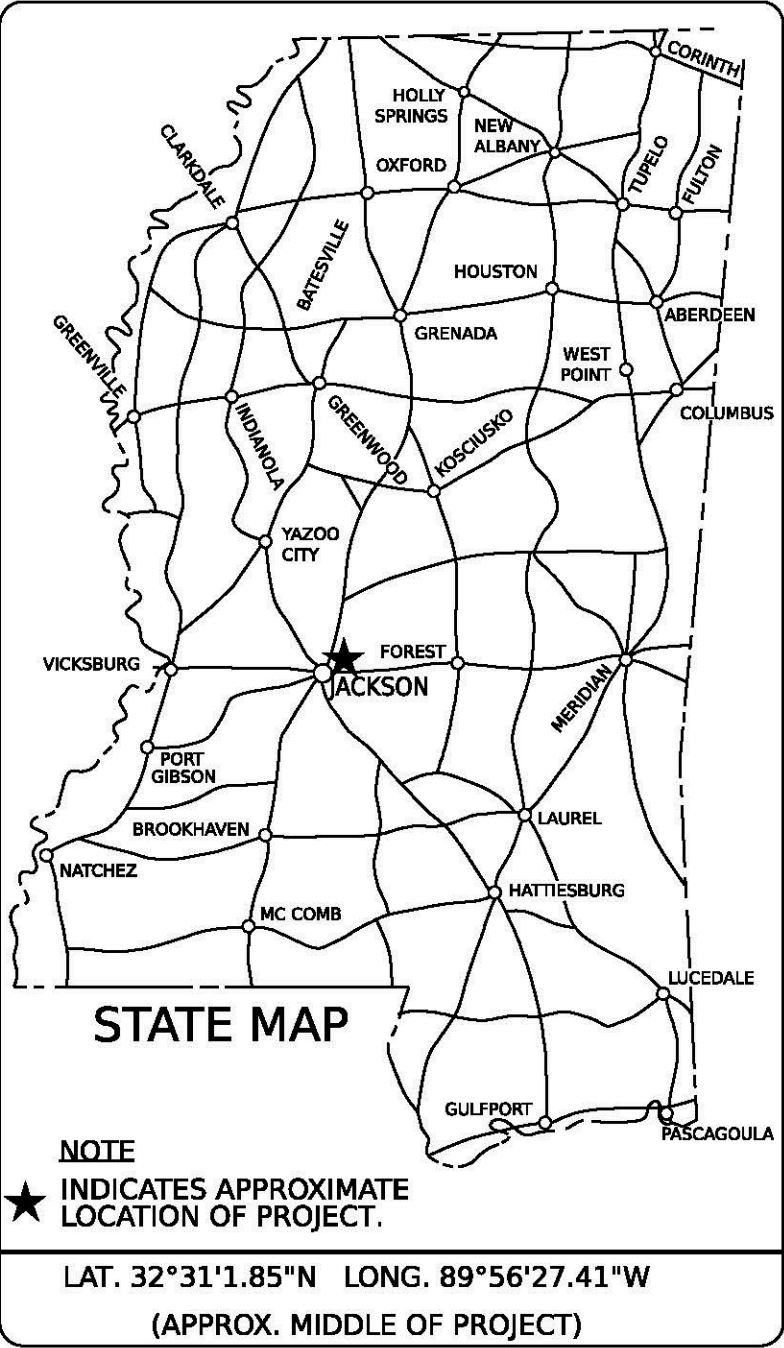 CORINTH
HOLLY
SPRINGS
NEW
ALBANY
CLARKDALE
OXFORD
TUPELO
FULTON
BATESVILLE
HOUSTON
ABERDEEN
GREENVILLE
GRENADA
WEST
POINT
COLUMBUS
INDIANOLA
GREENWOOD
KOSCIUSKO
YAZOO
CITY
VICKSBURG
FOREST
JACKSON
MERIDIAN
PORT
GIBSON
BROOKHAVEN
LAUREL
NATCHEZ
HATTIESBURG
MC COMB
LUCEDALE
STATE MAP
GULFPORT
PASCAGOULA
NOTE
INDICATES APPROXIMATE
LOCATION OF PROJECT.
LAT. 32°31'1.85"N LONG. 89°56'27.41"W
(APPROX. MIDDLE OF PROJECT)